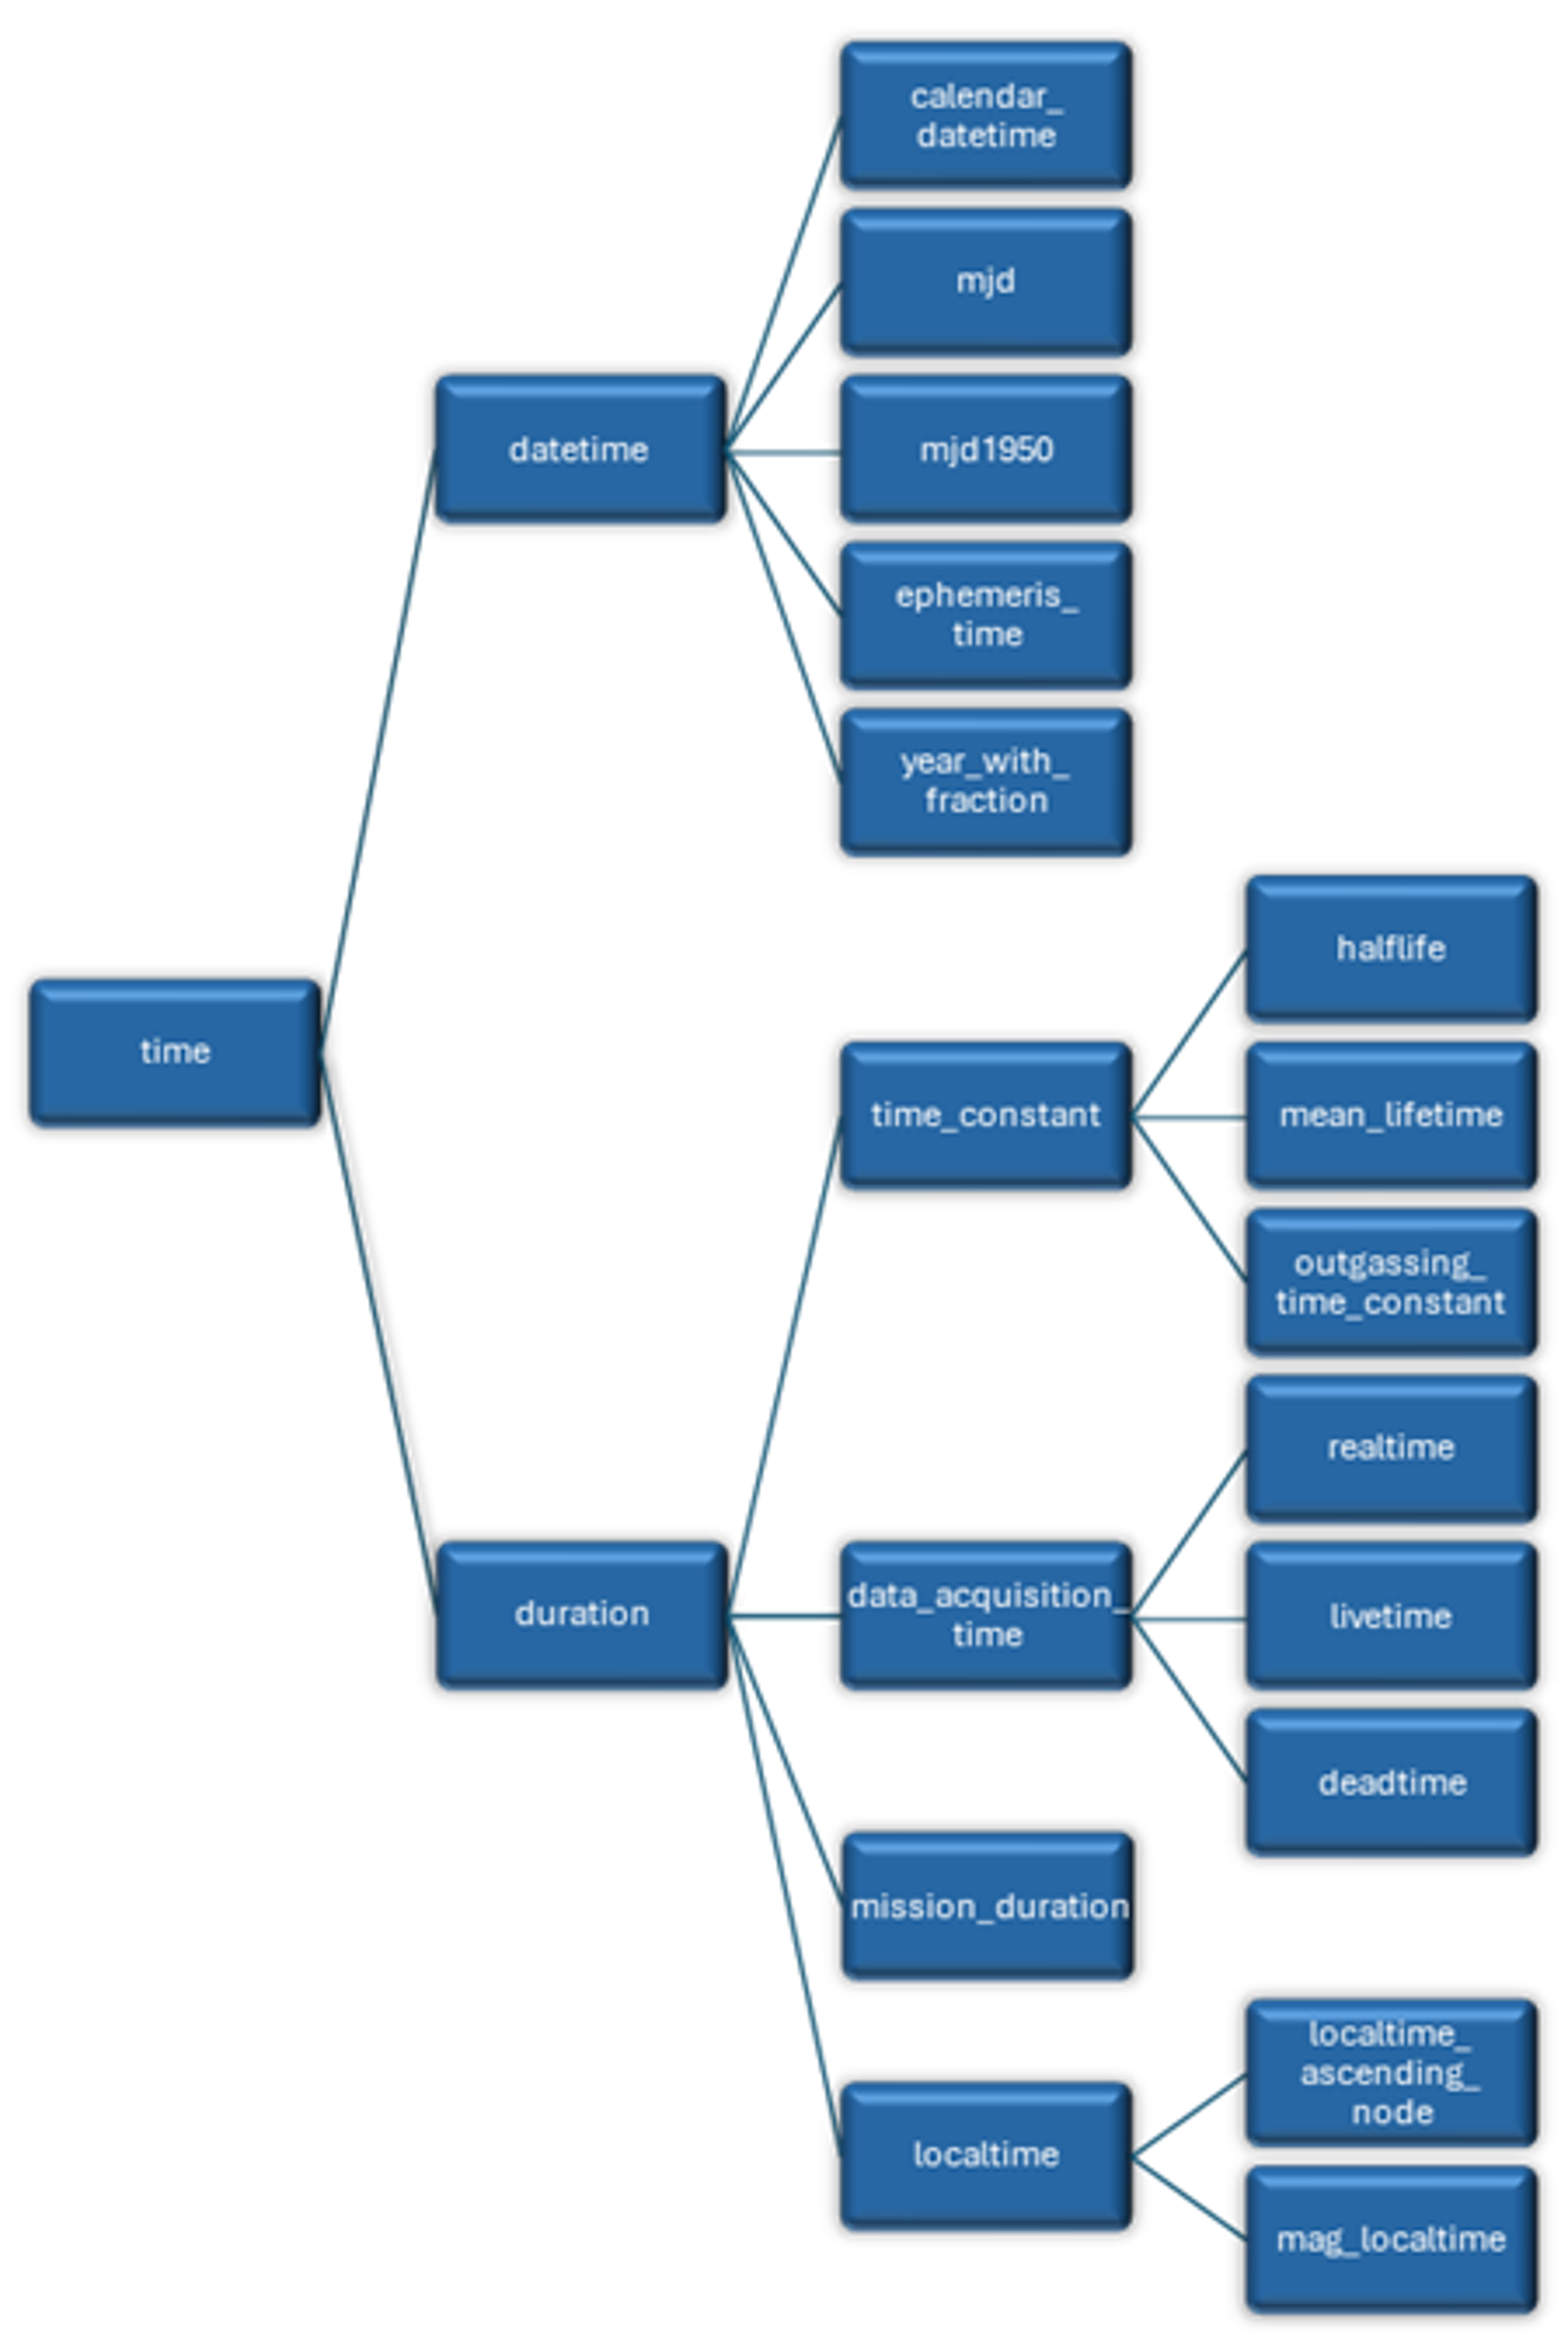 calendar_
datetime
mjd
datetime
mjd1950
ephemeris_
time
year_with_
fraction
halflife
time
time_constant
mean_lifetime
outgassing_
time_constant
realtime
duration
data_acquisition_
time
livetime
deadtime
mission_duration
localtime_
ascending_
node
localtime
mag_localtime